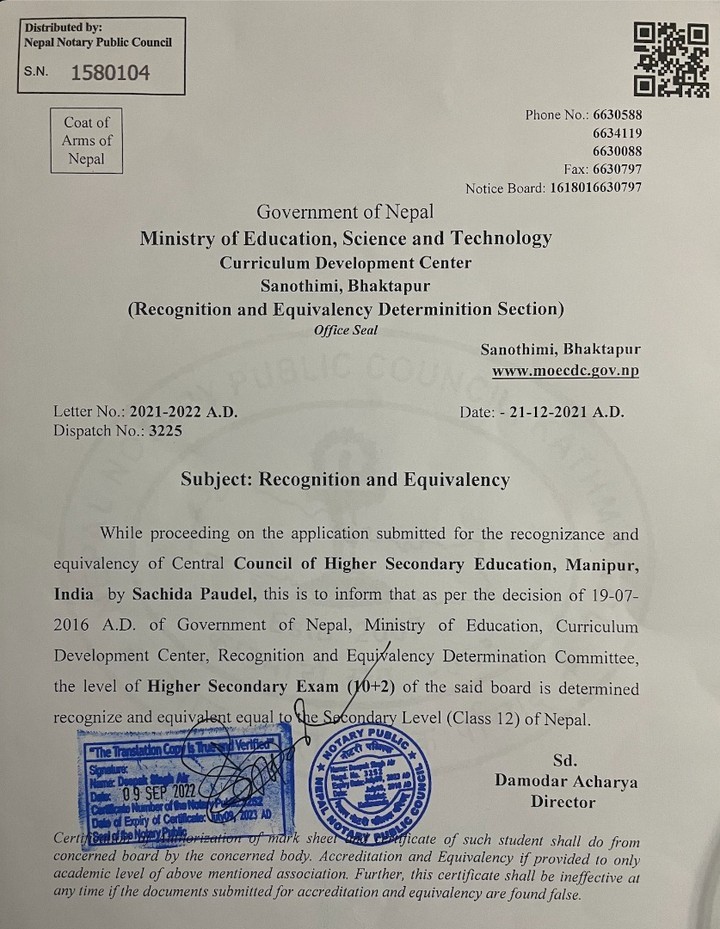 Distributed by:
Nepal Notary Public Council
S.N. 1580104
Coat of
Arms of
Nepal
Phone No.: 6630588
6634119
6630088
Fax: 6630797
Notice Board: 1618016630797
Government of Nepal
Ministry of Education, Science and Technology
Curriculum Development Center
Sanothimi, Bhaktapur
(Recognition and Equivalency Determinition Section)
Office Seal
Sanothimi, Bhaktapur
www.moecdc.gov.np
Letter No.: 2021-2022 A.D.
Date: - 21-12-2021 A.D.
Dispatch No.: 3225
Subject: Recognition and Equivalency
While proceeding on the application submitted for the recognizance and
equivalency of Central Council of Higher Secondary Education, Manipur,
India by Sachida Paudel, this is to inform that as per the decision of 19-07-
2016 A.D. of Government of Nepal, Ministry of Education, Curriculum
Development Center, Recognition and Equivalency Determination Committee,
the level of Higher Secondary Exam (10+2) of the said board is determined
recognize and equivalent equal to the Secondary Level (Class 12) of Nepal.
"The Translation Copy is True and Verified"
Signature:
Name: Deepak Singh Air
Date: 09 SEP 2022
Certificate Number of the Notary Public: 3252
Date of Expiry of Certificate: July 09, 2023 AD
Seal of the Notary Public
NOTARY PUBLIC
NEPAL NOTARY PUBLIC COUNCIL
Sd.
Damodar Acharya
Director
of mark sheet and certificate of such student shall do from
concerned board by the concerned body. Accreditation and Equivalency if provided to only
academic level of above mentioned association. Further, this certificate shall be ineffective at
any time if the documents submitted for accreditation and equivalency are found false.